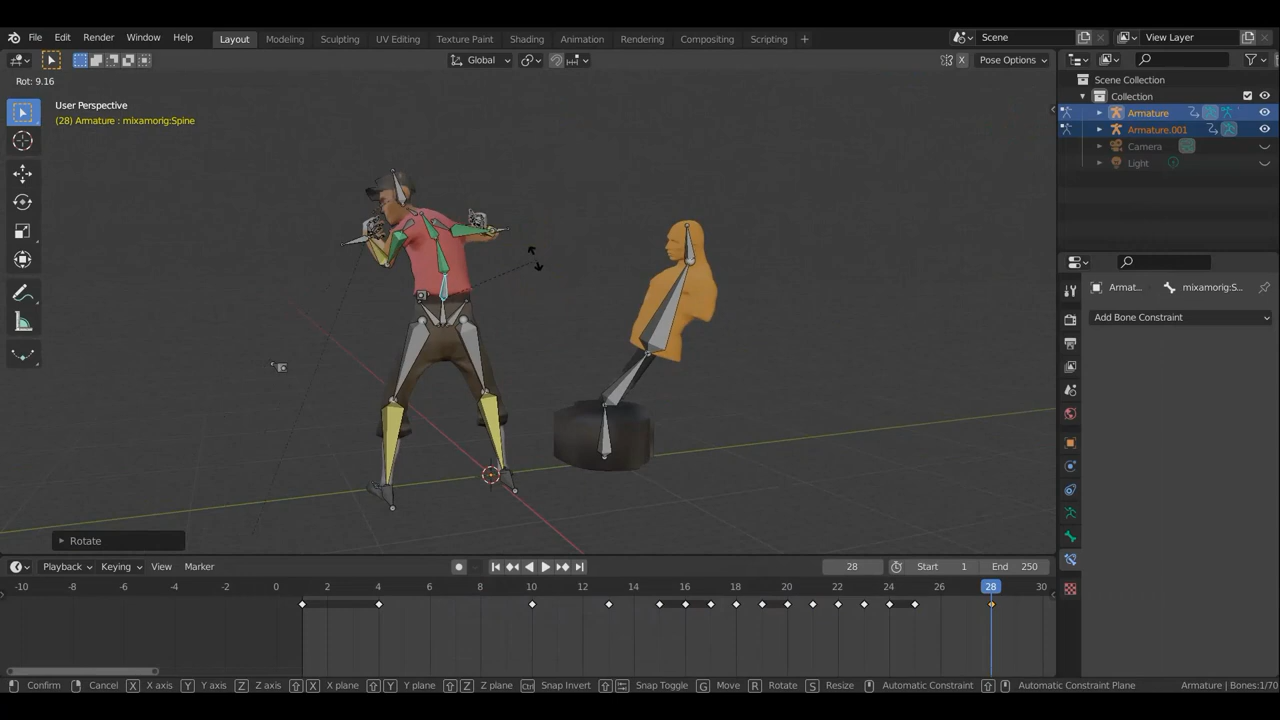 File Edit Render Window Help Layout Modeling Sculpting UV Editing Texture Paint Shading Animation Rendering Compositing Scripting + Scene View Layer
Global X Pose Options
Rot: 9.16
User Perspective
(28) Armature : mixamorig:Spine
Scene Collection
Collection
Armature
Armature.001
Camera
Light
Armat... mixamorig:S...
Add Bone Constraint
Rotate
Playback Keying View Marker 28 Start 1 End 250
-10 -8 -6 -4 -2 0 2 4 6 8 10 12 14 16 18 20 22 24 26 28 30
Confirm Cancel X X axis Y Y axis Z Z axis X X plane Y Y plane Z Z plane Ctrl Snap Invert Snap Toggle G Move R Rotate S Resize Automatic Constraint Automatic Constraint Plane Armature | Bones:1/70